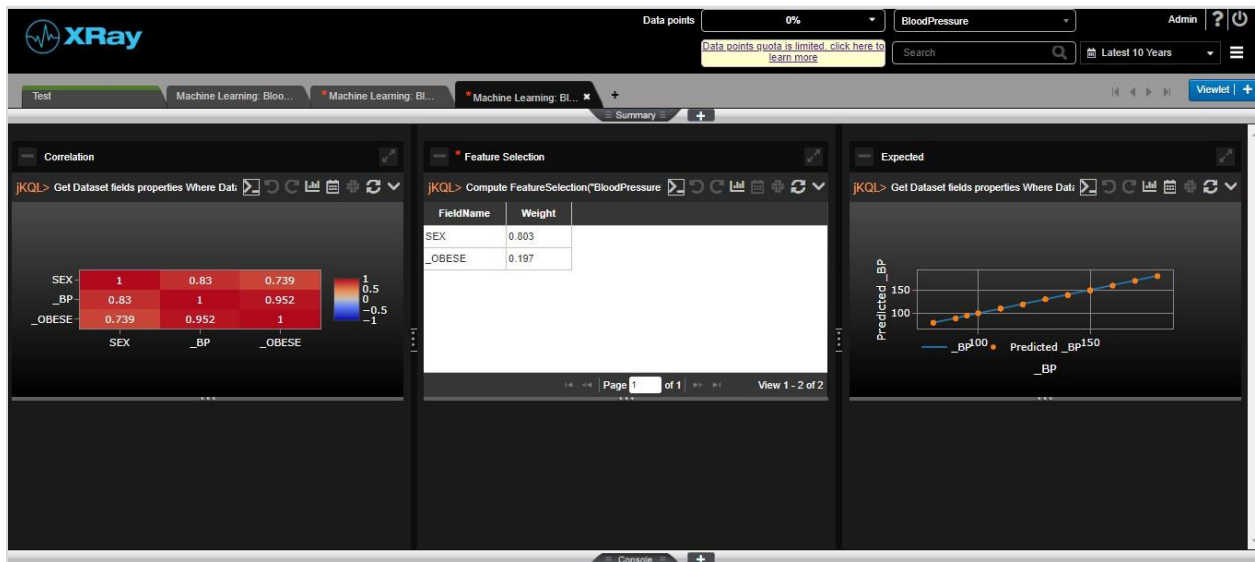 XRay
Data points
0%
BloodPressure
Admin
?
Data points quota is limited. click here to
learn more
Search
Latest 10 Years
Test
Machine Learning: Bloo...
*Machine Learning: Bl...
*Machine Learning: Bl... ×
+
Viewlet | +
Summary
+
Correlation
jKQL> Get Dataset fields properties Where Data
SEX
1
0.83
0.739
_BP
0.83
1
0.952
_OBESE
0.739
0.952
1
SEX
_BP
_OBESE
1
0.5
0
−0.5
−1
* Feature Selection
jKQL> Compute FeatureSelection("BloodPressure
FieldName Weight
SEX 0.803
_OBESE 0.197
Page 1 of 1
View 1 - 2 of 2
Expected
jKQL> Get Dataset fields properties Where Data
Predicted _BP
150
100
100
150
_BP
Predicted _BP
_BP
Console
+